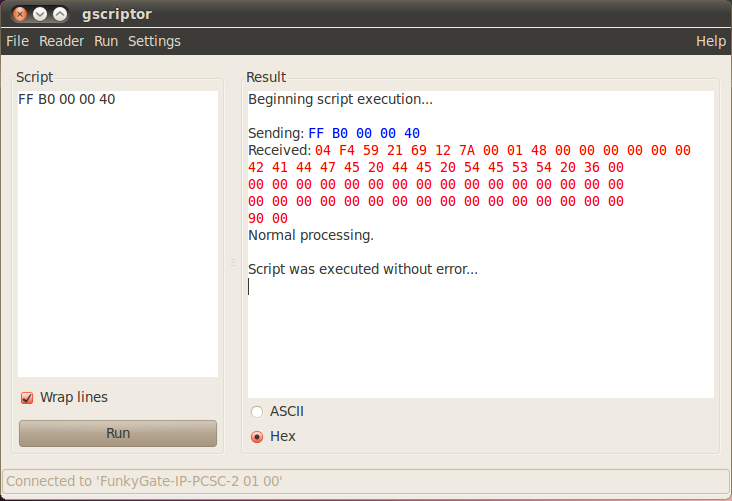 gscriptor
File Reader Run Settings Help
Script
FF B0 00 00 40
Wrap lines
Run
Result
Beginning script execution...
Sending: FF B0 00 00 40
Received: 04 F4 59 21 69 12 7A 00 01 48 00 00 00 00 00 00
42 41 44 47 45 20 44 45 20 54 45 53 54 20 36 00
00 00 00 00 00 00 00 00 00 00 00 00 00 00 00 00
00 00 00 00 00 00 00 00 00 00 00 00 00 00 00 00
90 00
Normal processing.
Script was executed without error...
ASCII
Hex
Connected to 'FunkyGate-IP-PCSC-2 01 00'